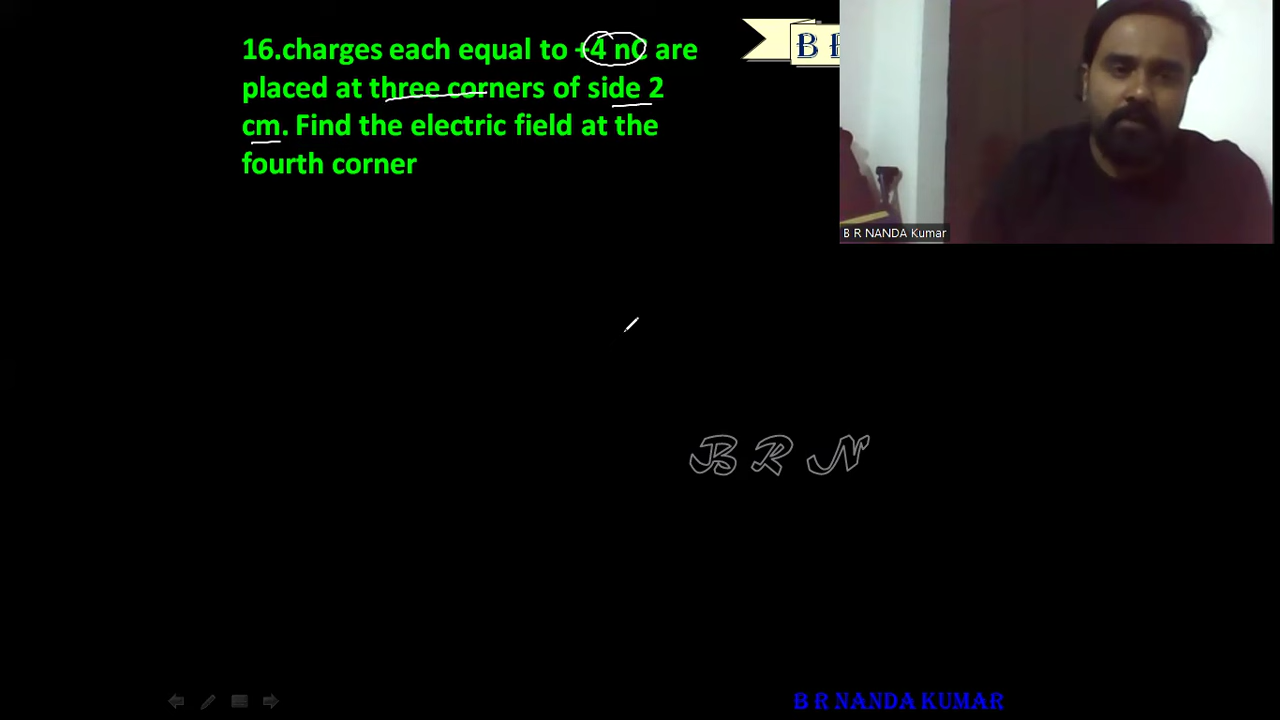 16.charges each equal to +4 nC are
placed at three corners of side 2
cm. Find the electric field at the
fourth corner
B
B R NANDA Kumar
B R N
B R NANDA KUMAR